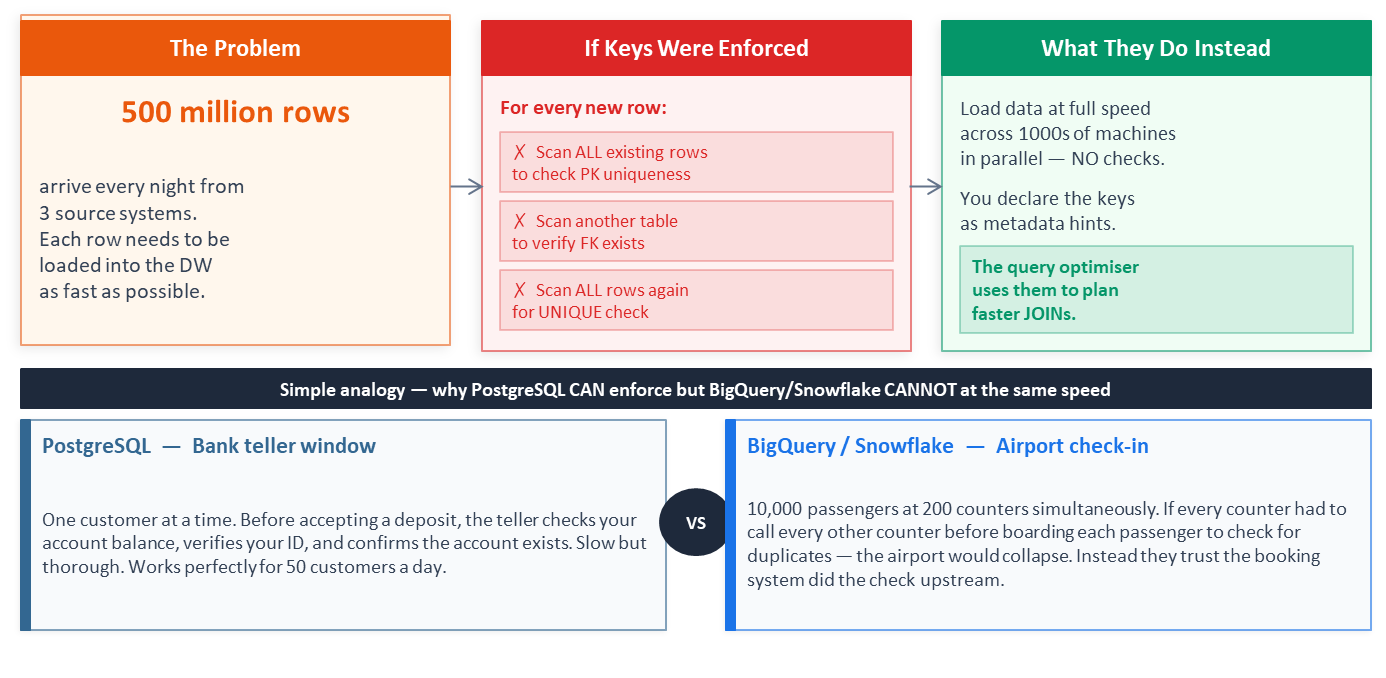 The Problem
500 million rows
arrive every night from
3 source systems.
Each row needs to be
loaded into the DW
as fast as possible.
If Keys Were Enforced
For every new row:
✗ Scan ALL existing rows
to check PK uniqueness
✗ Scan another table
to verify FK exists
✗ Scan ALL rows again
for UNIQUE check
What They Do Instead
Load data at full speed
across 1000s of machines
in parallel — NO checks.
You declare the keys
as metadata hints.
The query optimiser
uses them to plan
faster JOINs.
Simple analogy — why PostgreSQL CAN enforce but BigQuery/Snowflake CANNOT at the same speed
PostgreSQL — Bank teller window
One customer at a time. Before accepting a deposit, the teller checks your
account balance, verifies your ID, and confirms the account exists. Slow but
thorough. Works perfectly for 50 customers a day.
VS
BigQuery / Snowflake — Airport check-in
10,000 passengers at 200 counters simultaneously. If every counter had to
call every other counter before boarding each passenger to check for
duplicates — the airport would collapse. Instead they trust the booking
system did the check upstream.